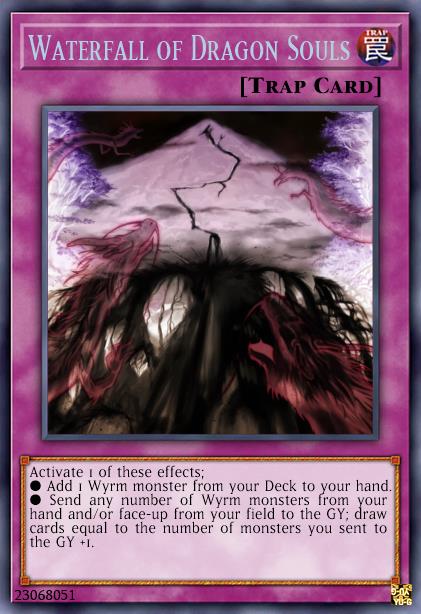 WATERFALL OF DRAGON SOULS
TRAP
罠
[TRAP CARD]
Activate 1 of these effects;
● Add 1 Wyrm monster from your Deck to your hand.
● Send any number of Wyrm monsters from your
hand and/or face-up from your field to the GY; draw
cards equal to the number of monsters you sent to
the GY +1.
23068051